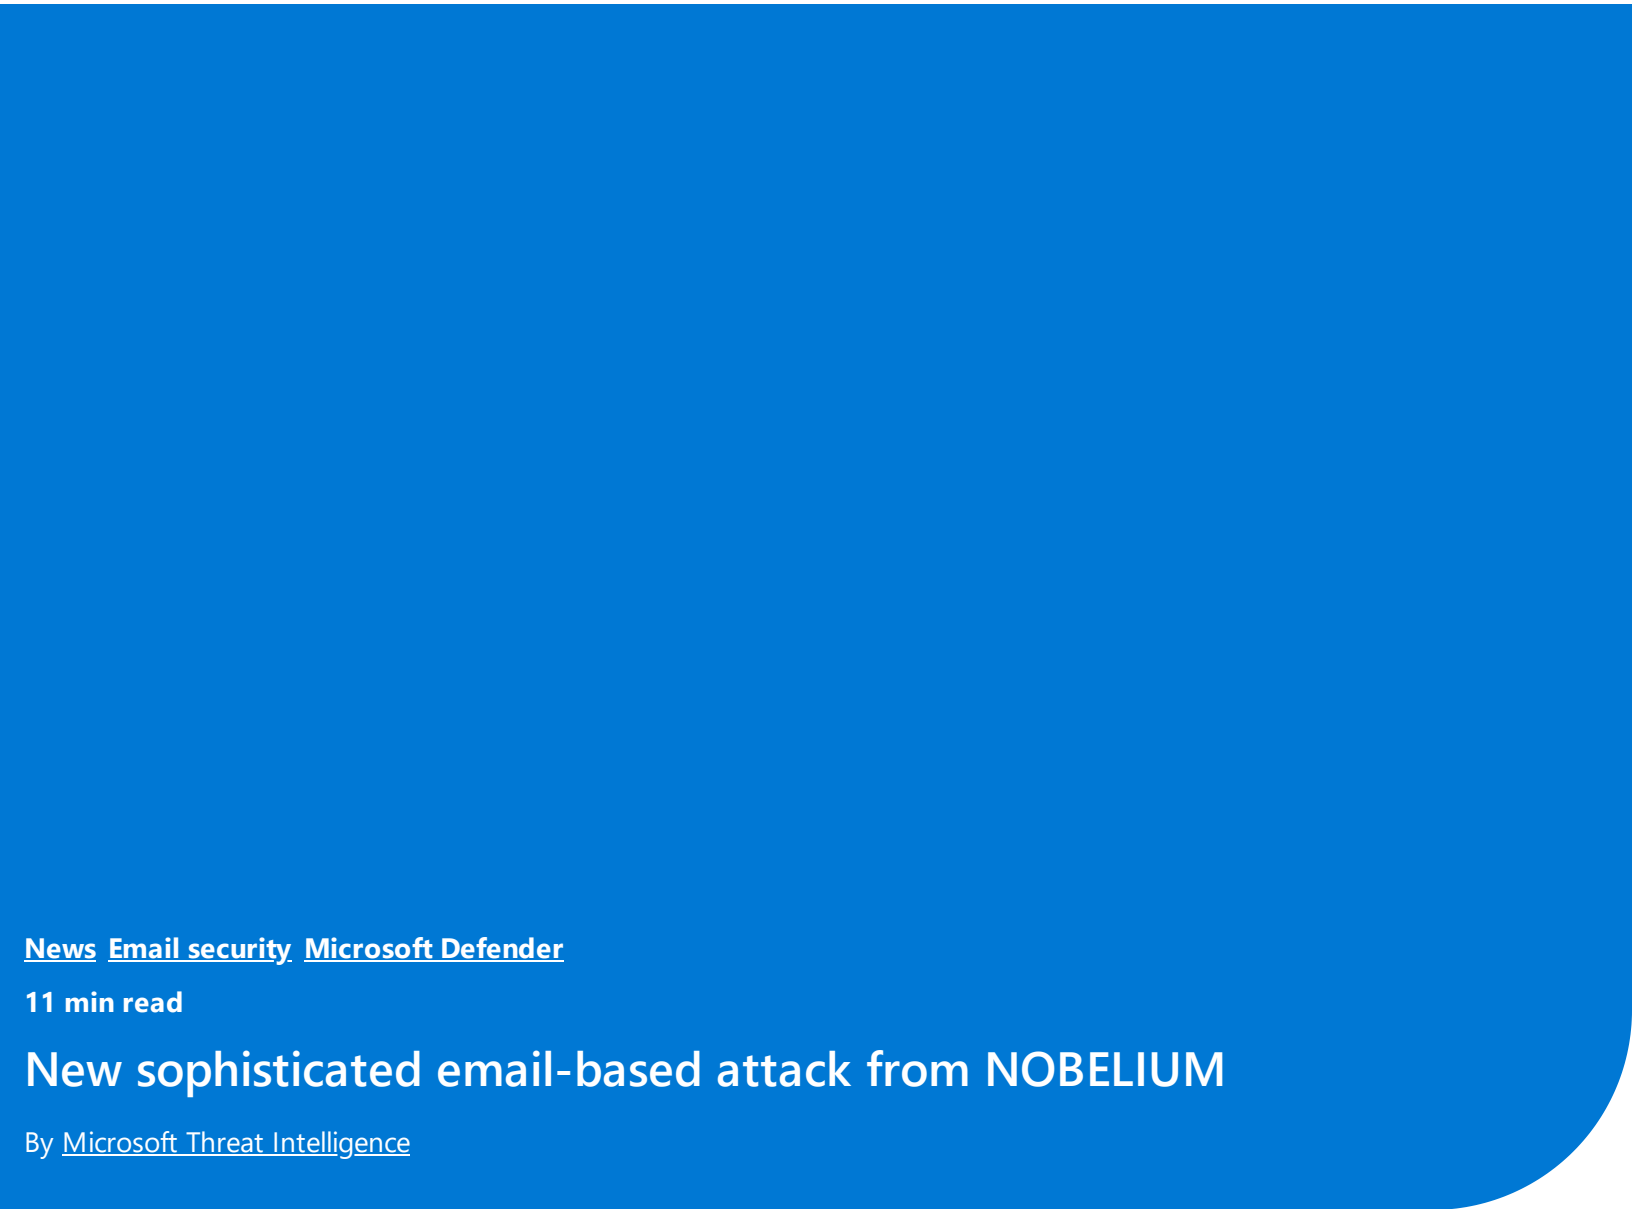 News Email security Microsoft Defender
11 min read
New sophisticated email-based attack from NOBELIUM
By Microsoft Threat Intelligence